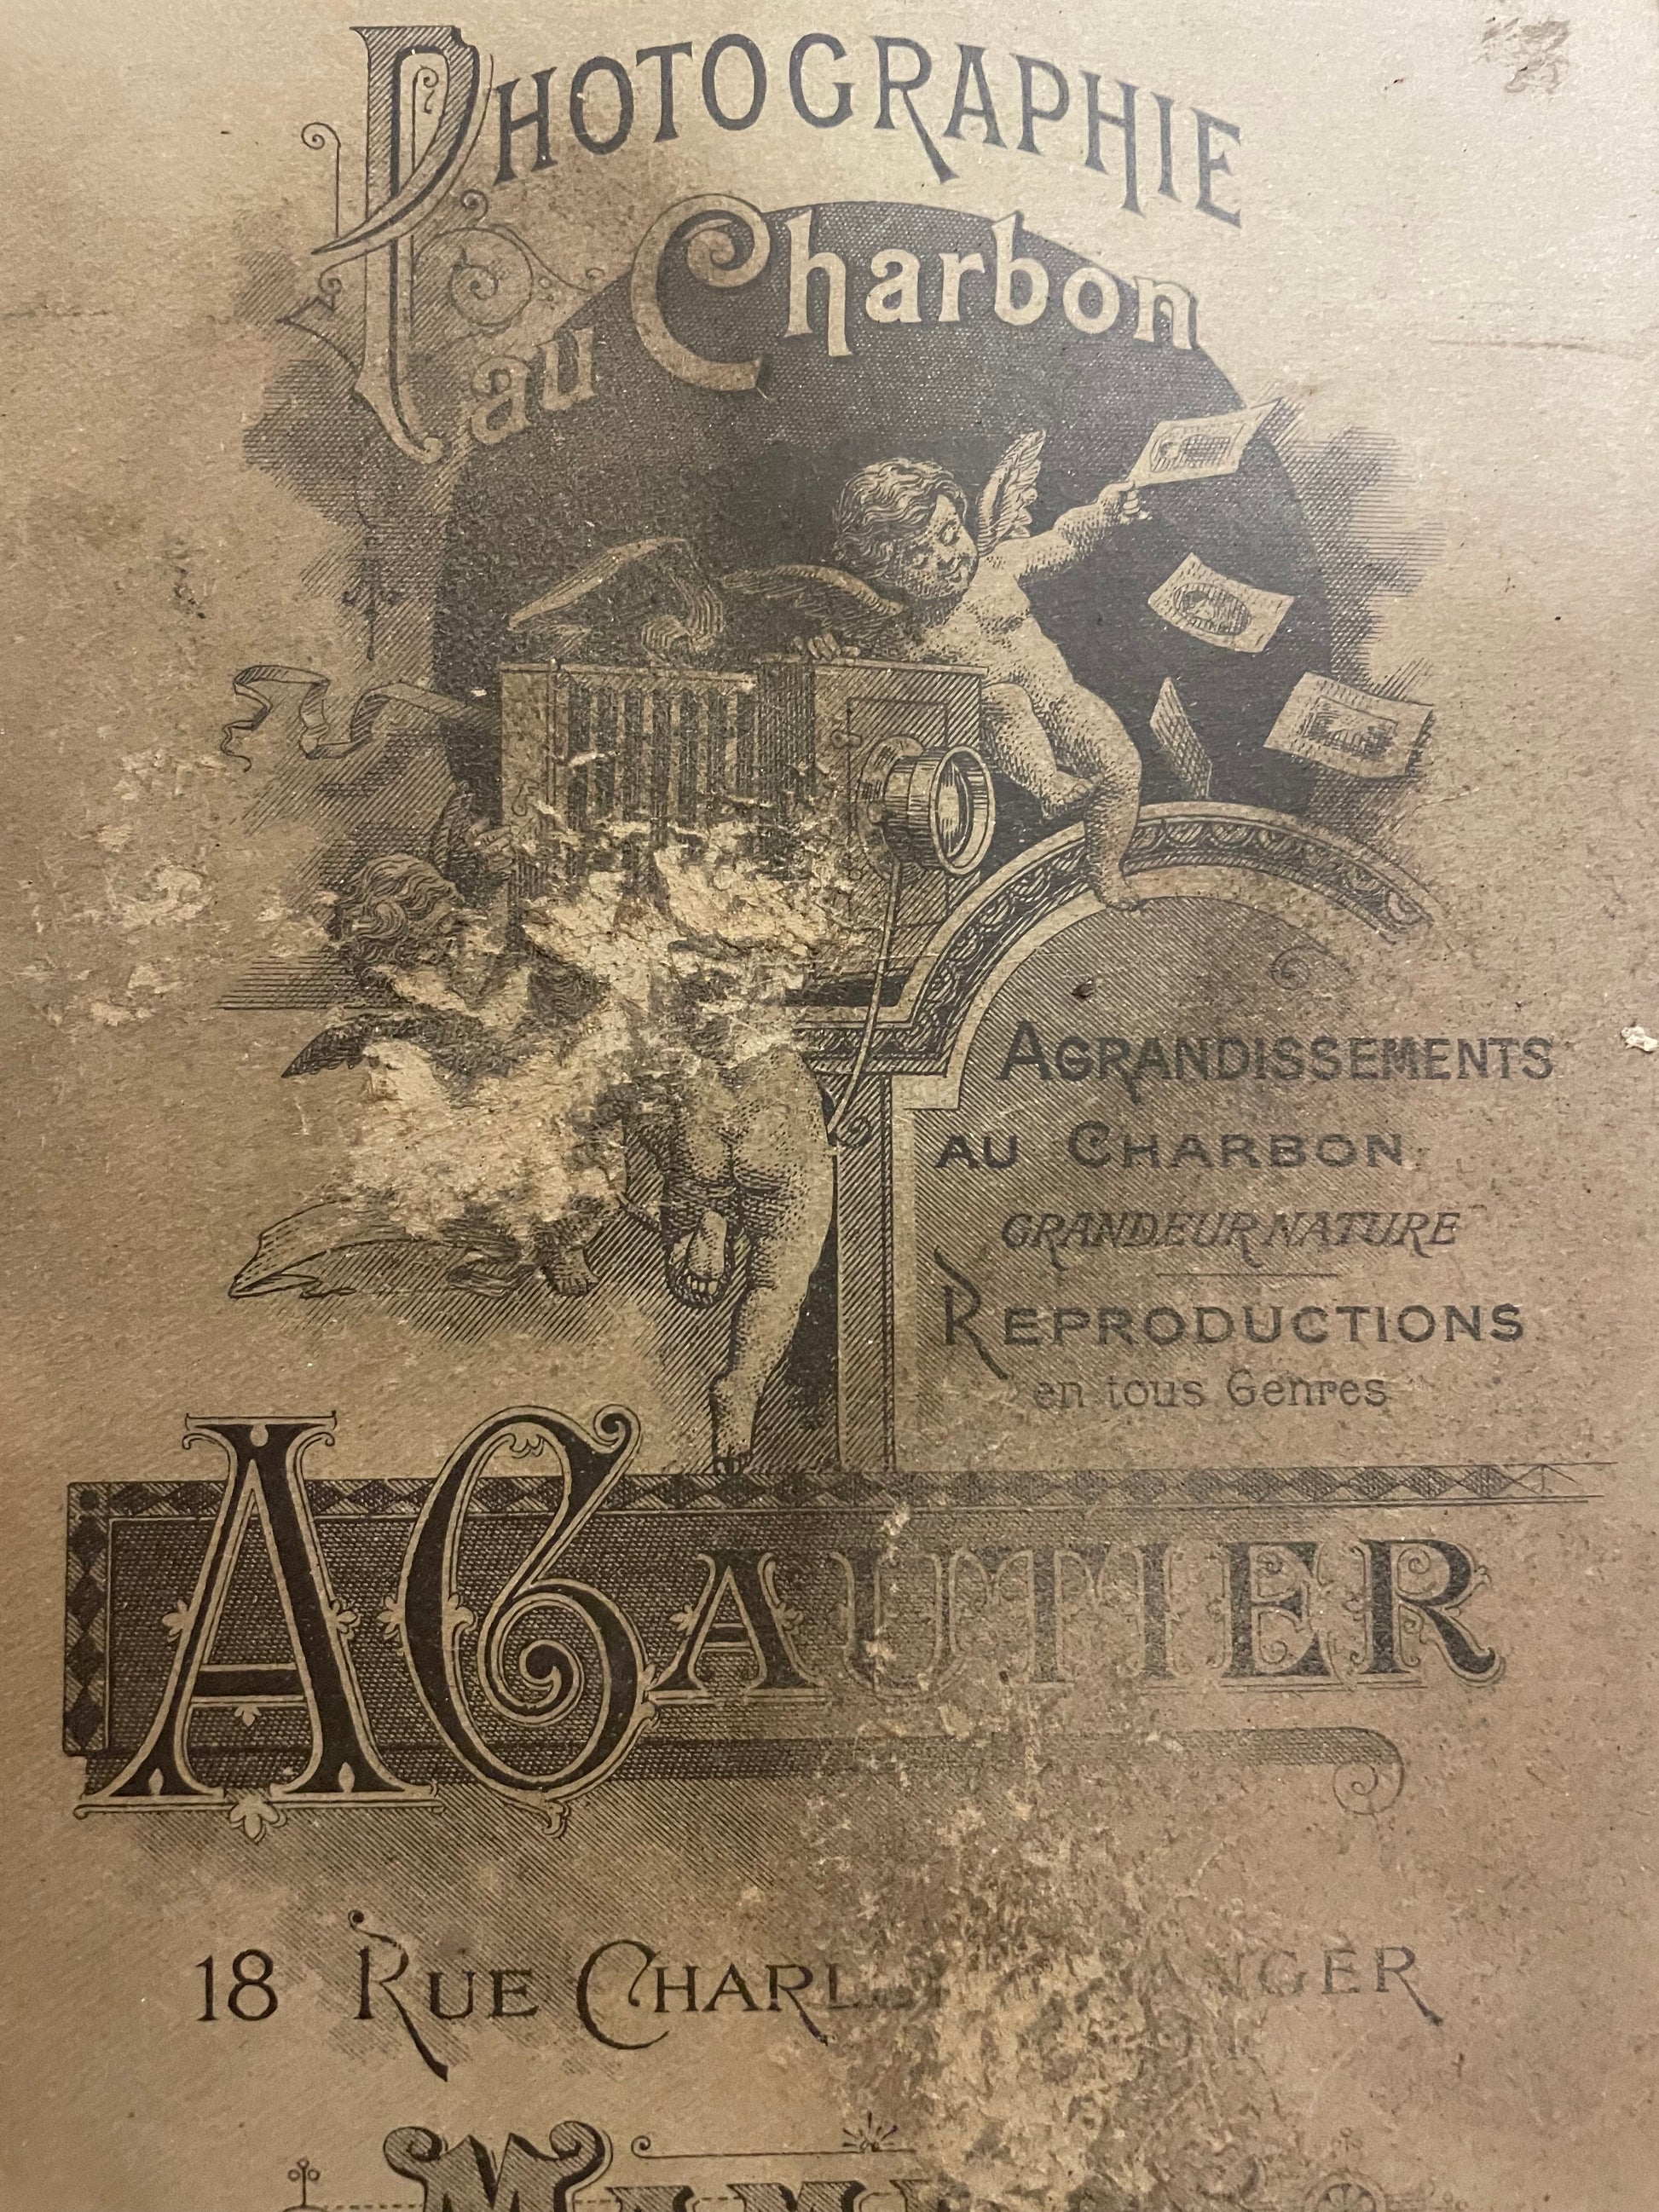 PHOTOGRAPHIE
au Charbon
AGRANDISSEMENTS
AU CHARBON
GRANDEUR NATURE
REPRODUCTIONS
en tous Genres
A GAUTIER
18 RUE